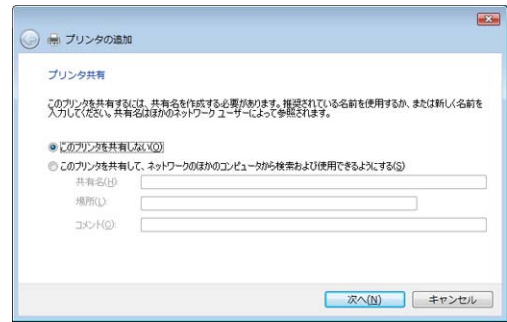 プリンタの追加
プリンタ共有
このプリンタを共有するには、共有名を作成する必要があります。推奨されている名前を使用するか、または新しく名前を
入力してください。共有名はほかのネットワーク ユーザーによって参照されます。
このプリンタを共有しない(O)
このプリンタを共有して、ネットワークのほかのコンピュータから検索および使用できるようにする(S)
共有名(H):
場所(L):
コメント(C):
次へ(N)
キャンセル